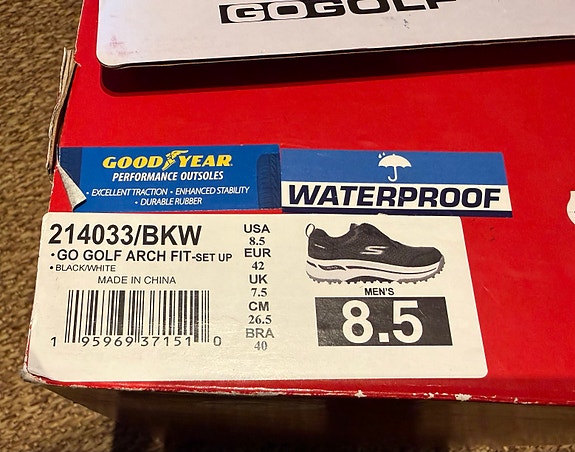 GO GOLF
GOODYEAR
PERFORMANCE OUTSOLES
• EXCELLENT TRACTION • ENHANCED STABILITY
• DURABLE RUBBER
WATERPROOF
214033/BKW
•GO GOLF ARCH FIT-SET UP
• BLACK/WHITE
MADE IN CHINA
1 95969 37151 0
USA
8.5
EUR
42
UK
7.5
CM
26.5
BRA
40
MEN'S
8.5